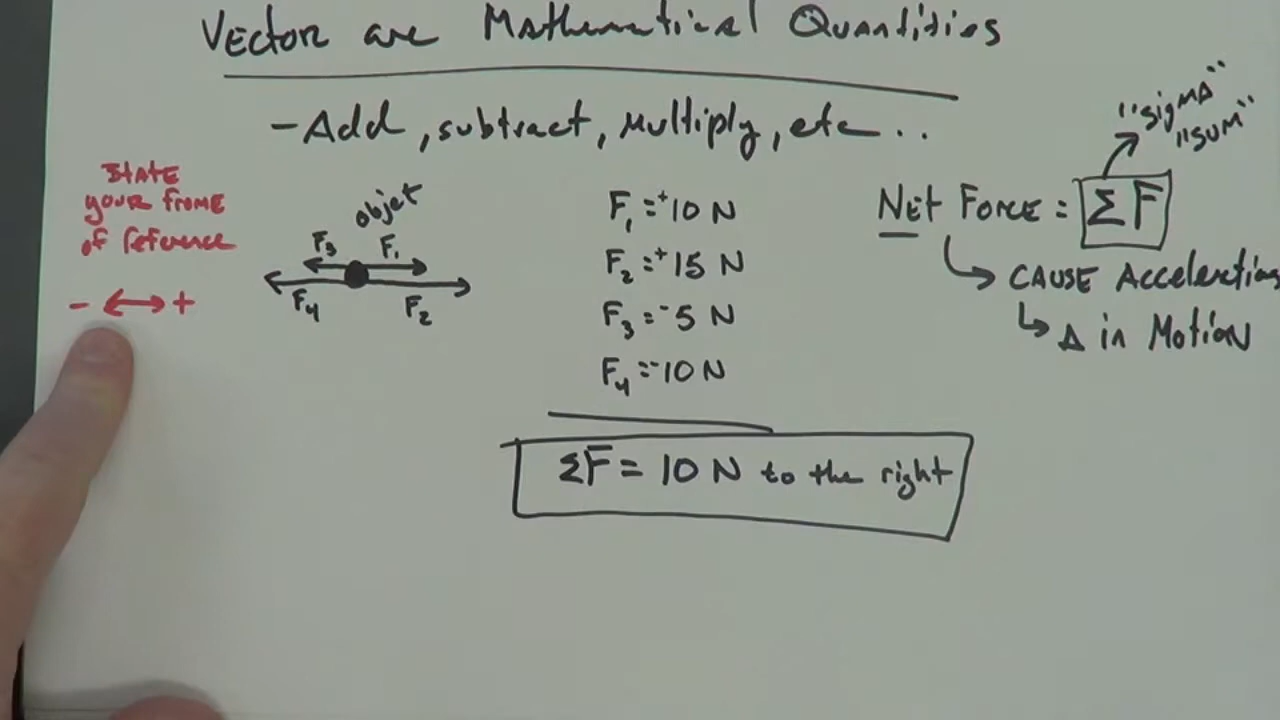 Vector are Mathematical Quantities
- Add, subtract, Multiply, etc...
"sigMA"
"SUM"
STATE
your frame
of reference
- ↔ +
objet
F₃ F₁
F₄ F₂
F₁ = +10 N
F₂ = +15 N
F₃ = -5 N
F₄ = -10 N
ΣF = 10 N to the right
Net Force = ΣF
CAUSE Acceleration
Δ in Motion